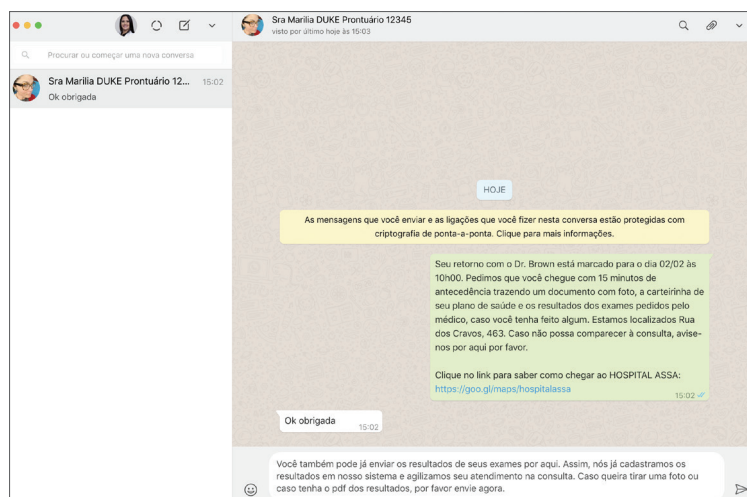 Sra Marilia DUKE Prontuário 12345
visto por último hoje às 15:03
Procurar ou começar uma nova conversa
Sra Marilia DUKE Prontuário 12... 15:02
Ok obrigada
HOJE
As mensagens que você enviar e as ligações que você fizer nesta conversa estão protegidas com
criptografia de ponta-a-ponta. Clique para mais informações.
Seu retorno com o Dr. Brown está marcado para o dia 02/02 às
10h00. Pedimos que você chegue com 15 minutos de
antecedência trazendo um documento com foto, a carteirinha de
seu plano de saúde e os resultados dos exames pedidos pelo
médico, caso você tenha feito algum. Estamos localizados Rua
dos Cravos, 463. Caso não possa comparecer à consulta, avise-
nos por aqui por favor.
Clique no link para saber como chegar ao HOSPITAL ASSA:
https://goo.gl/maps/hospitalassa
15:02
Ok obrigada
15:02
Você também pode já enviar os resultados de seus exames por aqui. Assim, nós já cadastramos os
resultados em nosso sistema e agilizamos seu atendimento na consulta. Caso queira tirar uma foto ou
caso tenha o pdf dos resultados, por favor envie agora.